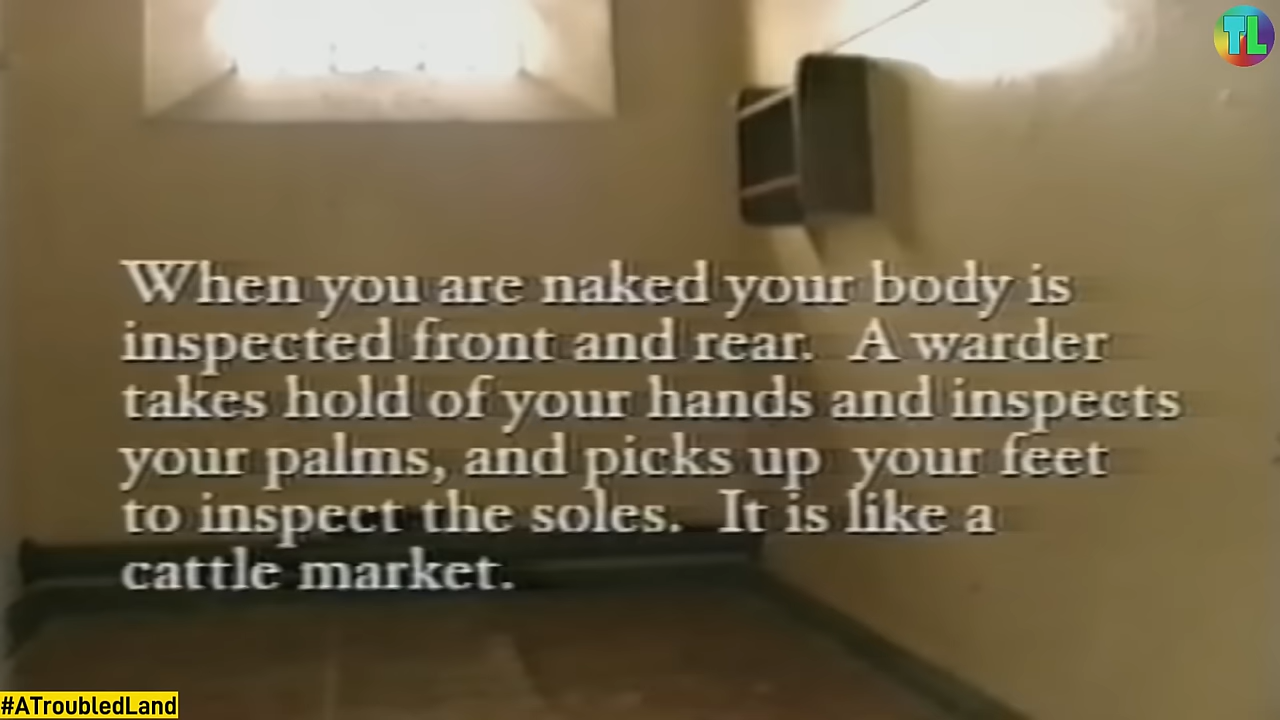 TL
When you are naked your body is
inspected front and rear. A warder
takes hold of your hands and inspects
your palms, and picks up your feet
to inspect the soles. It is like a
cattle market.
#ATroubledLand